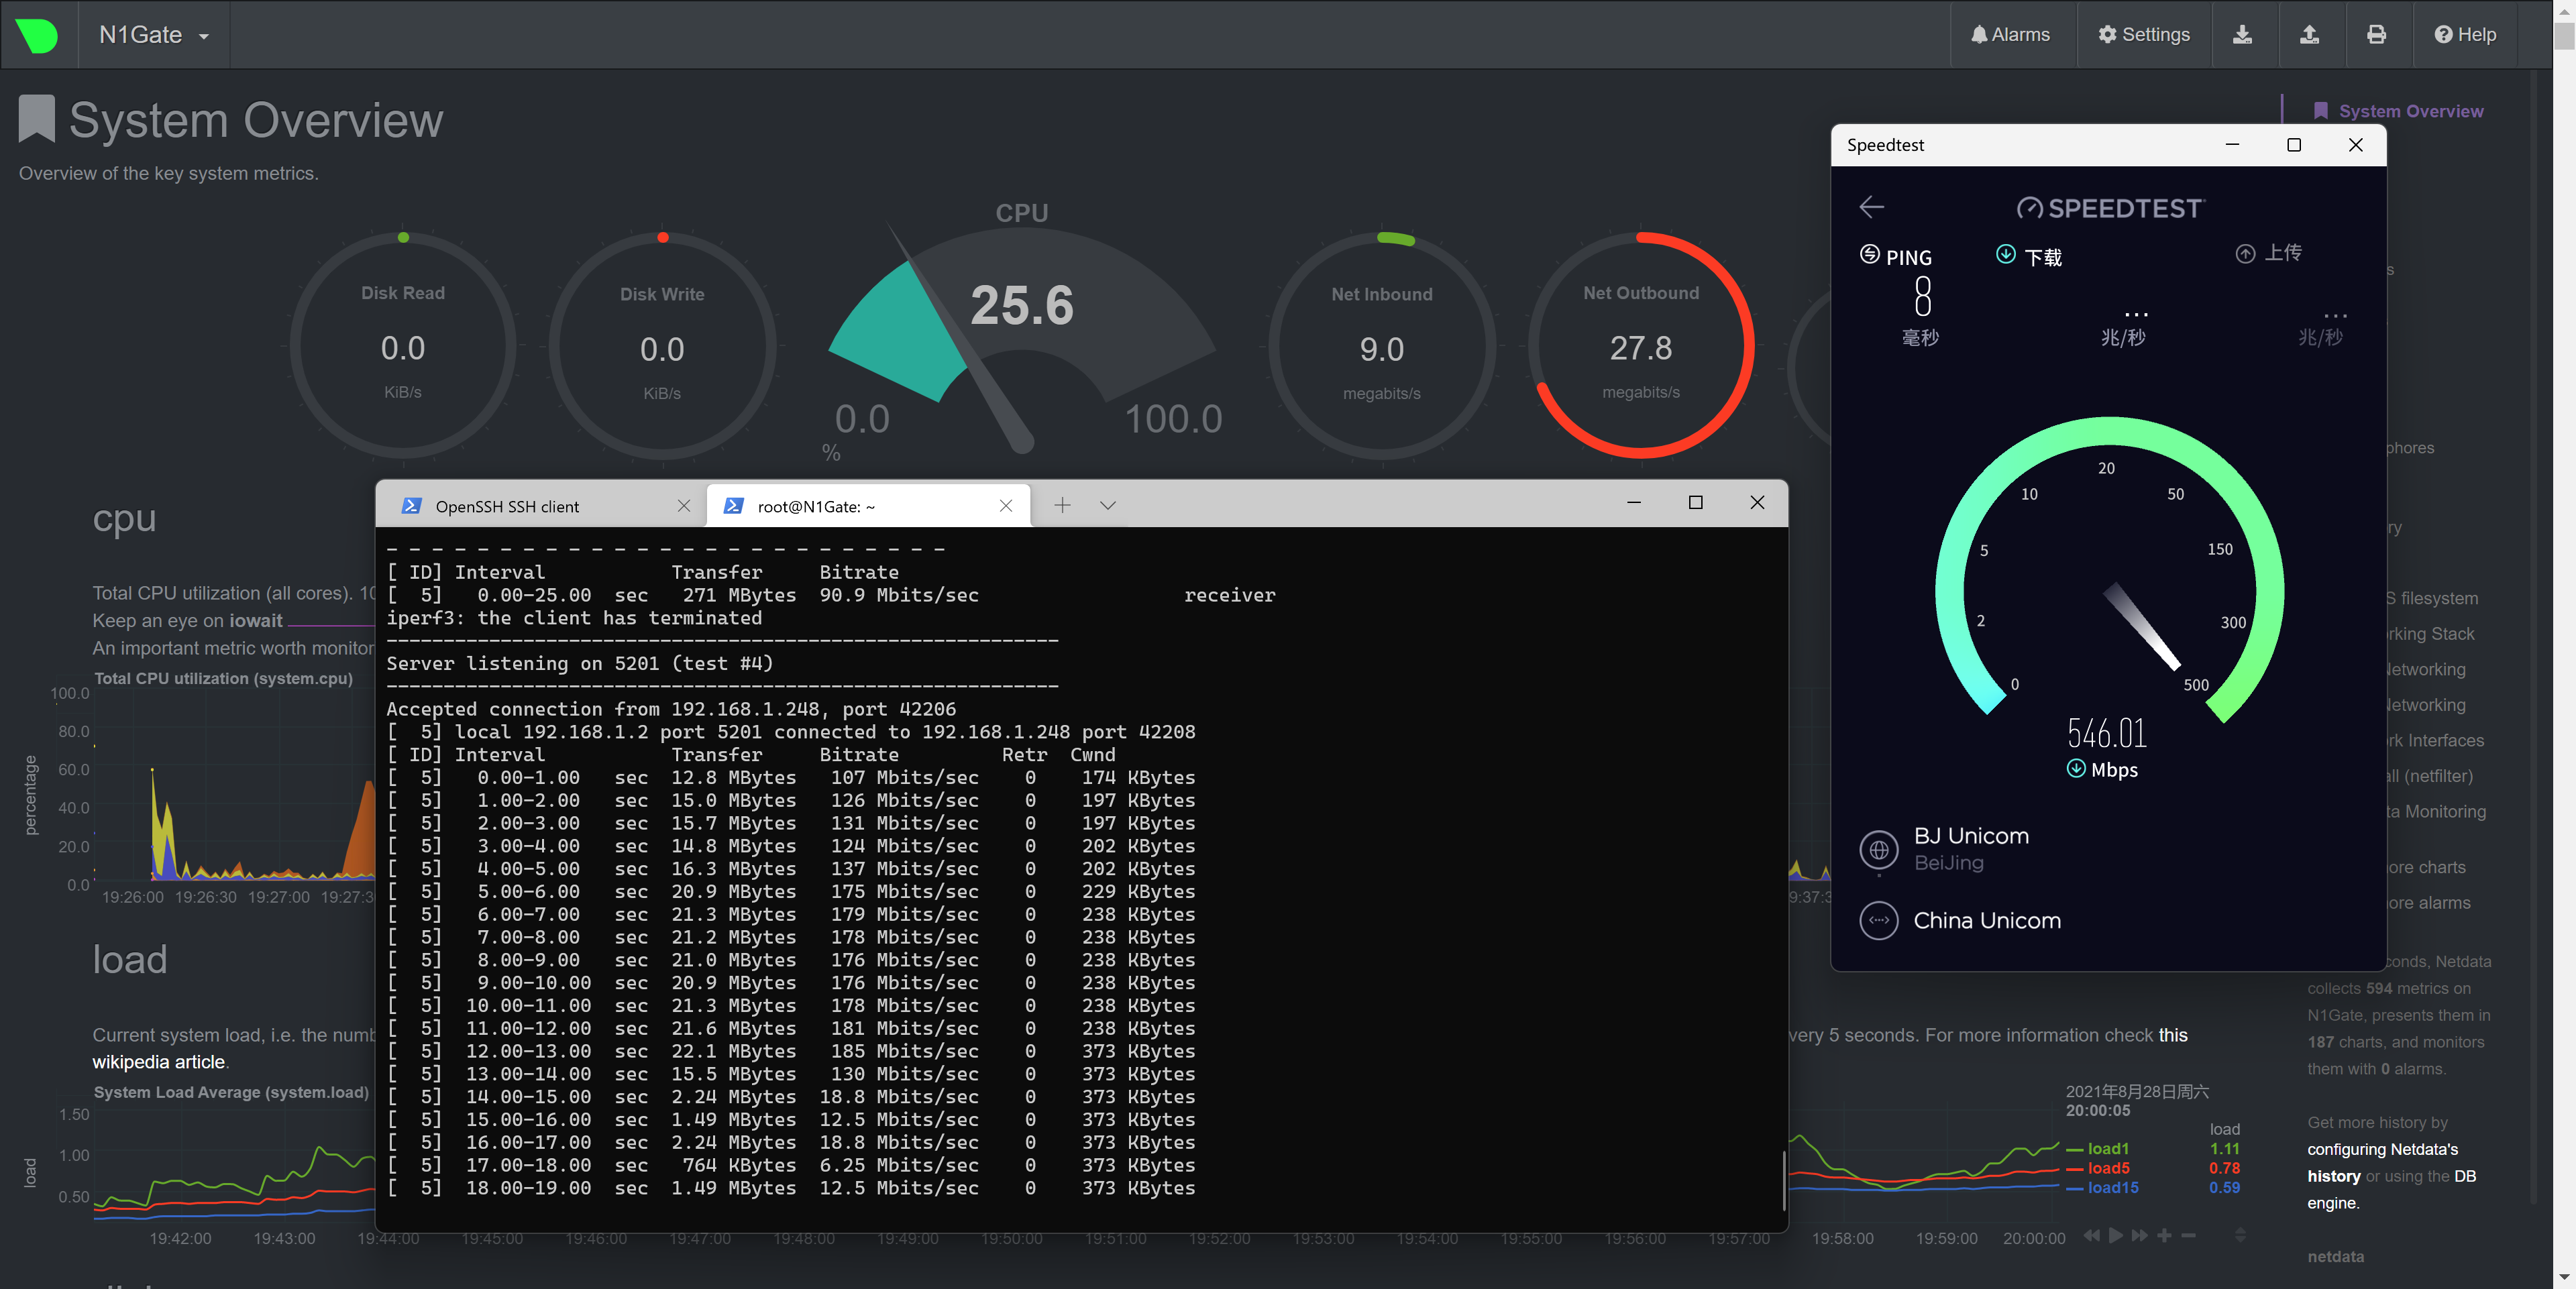 N1Gate
Alarms
Settings
Help
System Overview
Overview of the key system metrics.
System Overview
Disk Read
0.0
KiB/s
Disk Write
0.0
KiB/s
CPU
25.6
0.0
100.0
%
Net Inbound
9.0
megabits/s
Net Outbound
27.8
megabits/s
cpu
Total CPU utilization (all cores). 10
Keep an eye on iowait
An important metric worth monitor
Total CPU utilization (system.cpu)
100.0
80.0
60.0
40.0
20.0
0.0
percentage
19:26:00 19:26:30 19:27:00 19:27:3
9:37:3
load
Current system load, i.e. the numb
very 5 seconds. For more information check this
wikipedia article.
System Load Average (system.load)
1.50
1.00
0.50
load
19:42:00 19:43:00 19:44:00 19:45:00 19:46:00 19:47:00 19:48:00 19:49:00 19:50:00 19:51:00 19:52:00 19:53:00 19:54:00 19:55:00 19:56:00 19:57:00 19:58:00 19:59:00 20:00:00
2021年8月28日周六
20:00:05
load
load1 1.11
load5 0.78
load15 0.59
OpenSSH SSH client
root@N1Gate: ~
- - - - - - - - - - - - - - - - - - - - - - - - -
[ ID] Interval Transfer Bitrate
[ 5] 0.00-25.00 sec 271 MBytes 90.9 Mbits/sec receiver
iperf3: the client has terminated
-----------------------------------------------------------
Server listening on 5201 (test #4)
-----------------------------------------------------------
Accepted connection from 192.168.1.248, port 42206
[ 5] local 192.168.1.2 port 5201 connected to 192.168.1.248 port 42208
[ ID] Interval Transfer Bitrate Retr Cwnd
[ 5] 0.00-1.00 sec 12.8 MBytes 107 Mbits/sec 0 174 KBytes
[ 5] 1.00-2.00 sec 15.0 MBytes 126 Mbits/sec 0 197 KBytes
[ 5] 2.00-3.00 sec 15.7 MBytes 131 Mbits/sec 0 197 KBytes
[ 5] 3.00-4.00 sec 14.8 MBytes 124 Mbits/sec 0 202 KBytes
[ 5] 4.00-5.00 sec 16.3 MBytes 137 Mbits/sec 0 202 KBytes
[ 5] 5.00-6.00 sec 20.9 MBytes 175 Mbits/sec 0 229 KBytes
[ 5] 6.00-7.00 sec 21.3 MBytes 179 Mbits/sec 0 238 KBytes
[ 5] 7.00-8.00 sec 21.2 MBytes 178 Mbits/sec 0 238 KBytes
[ 5] 8.00-9.00 sec 21.0 MBytes 176 Mbits/sec 0 238 KBytes
[ 5] 9.00-10.00 sec 20.9 MBytes 176 Mbits/sec 0 238 KBytes
[ 5] 10.00-11.00 sec 21.3 MBytes 178 Mbits/sec 0 238 KBytes
[ 5] 11.00-12.00 sec 21.6 MBytes 181 Mbits/sec 0 238 KBytes
[ 5] 12.00-13.00 sec 22.1 MBytes 185 Mbits/sec 0 373 KBytes
[ 5] 13.00-14.00 sec 15.5 MBytes 130 Mbits/sec 0 373 KBytes
[ 5] 14.00-15.00 sec 2.24 MBytes 18.8 Mbits/sec 0 373 KBytes
[ 5] 15.00-16.00 sec 1.49 MBytes 12.5 Mbits/sec 0 373 KBytes
[ 5] 16.00-17.00 sec 2.24 MBytes 18.8 Mbits/sec 0 373 KBytes
[ 5] 17.00-18.00 sec 764 KBytes 6.25 Mbits/sec 0 373 KBytes
[ 5] 18.00-19.00 sec 1.49 MBytes 12.5 Mbits/sec 0 373 KBytes
Speedtest
SPEEDTEST
PING
8
毫秒
下载
...
兆/秒
上传
...
兆/秒
0
2
5
10
20
50
150
300
500
546.01
Mbps
BJ Unicom
BeiJing
China Unicom
s
phores
ry
S filesystem
rking Stack
Networking
Networking
rk Interfaces
all (netfilter)
ta Monitoring
ore charts
ore alarms
conds, Netdata
collects 594 metrics on
N1Gate, presents them in
187 charts, and monitors
them with 0 alarms.
Get more history by
configuring Netdata's
history or using the DB
engine.
netdata